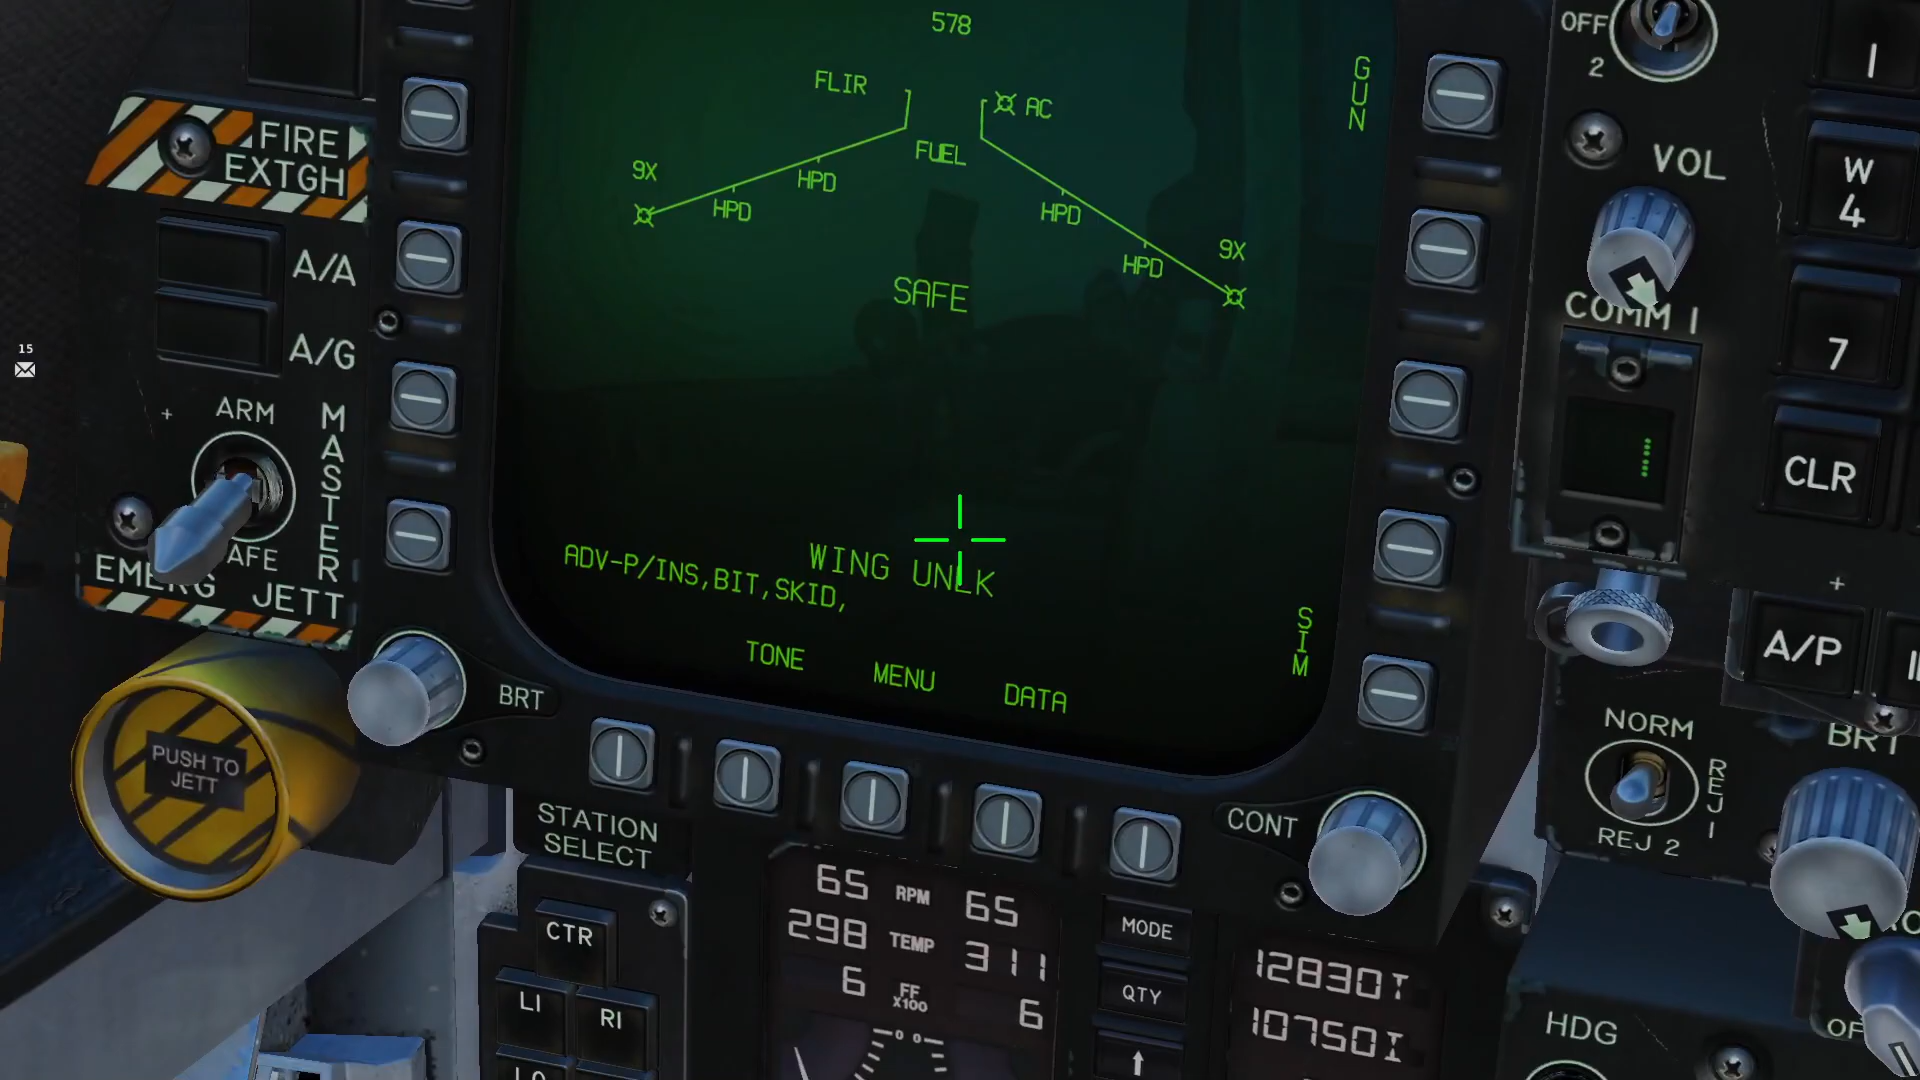 578
FLIR
AC
GUN
FUEL
9X
HPD
HPD
HPD
HPD
9X
SAFE
WING UNLK
ADV-P/INS,BIT,SKID,
SIM
TONE
MENU
DATA
FIRE
EXTGH
A/A
A/G
15
ARM
MASTER
EMERG JETT
PUSH TO
JETT
BRT
CONT
STATION
SELECT
CTR
LI
RI
65 RPM 65
298 TEMP 311
6 FF 6
X100
MODE
QTY
12830T
10750I
OFF
2
VOL
COMM 1
W
4
7
CLR
A/P
NORM
REJ 1
REJ 2
BRT
HDG